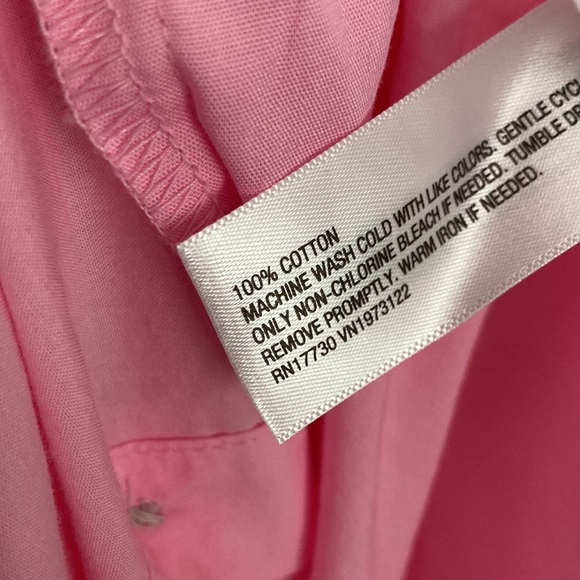 100% COTTON
MACHINE WASH COLD WITH LIKE COLORS. GENTLE
ONLY NON-CHLORINE BLEACH IF NEEDED. TUMBLE
REMOVE PROMPTLY. WARM IRON IF NEEDED.
RN17730 VN1973122